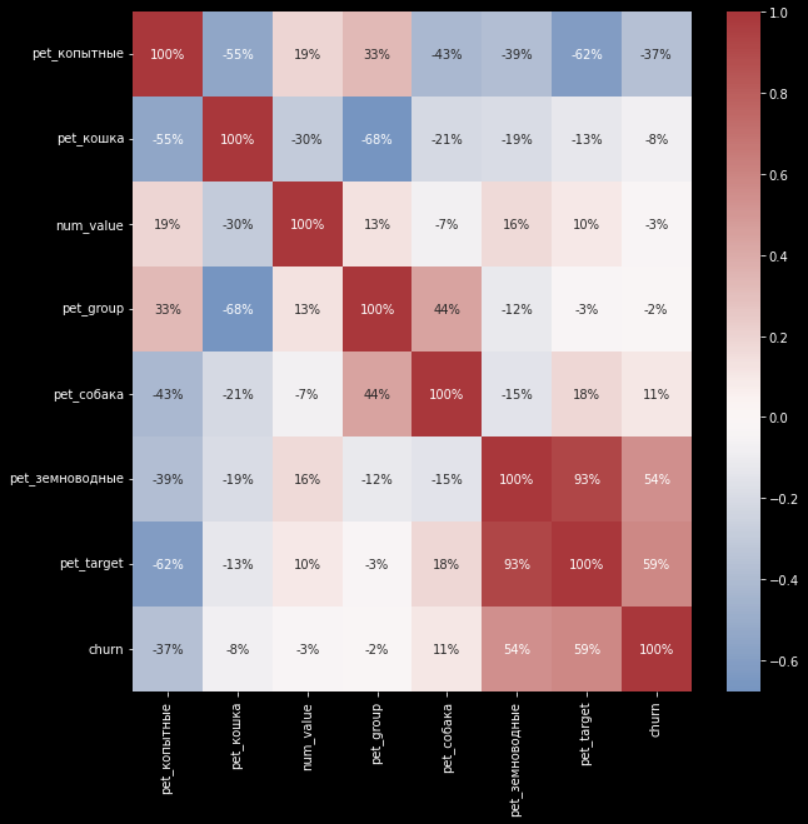 pet_копытные 100% -55% 19% 33% -43% -39% -62% -37%
pet_кошка -55% 100% -30% -68% -21% -19% -13% -8%
num_value 19% -30% 100% 13% -7% 16% 10% -3%
pet_group 33% -68% 13% 100% 44% -12% -3% -2%
pet_собака -43% -21% -7% 44% 100% -15% 18% 11%
pet_земноводные -39% -19% 16% -12% -15% 100% 93% 54%
pet_target -62% -13% 10% -3% 18% 93% 100% 59%
churn -37% -8% -3% -2% 11% 54% 59% 100%
pet_копытные
pet_кошка
num_value
pet_group
pet_собака
pet_земноводные
pet_target
churn
1.0
0.8
0.6
0.4
0.2
0.0
−0.2
−0.4
−0.6